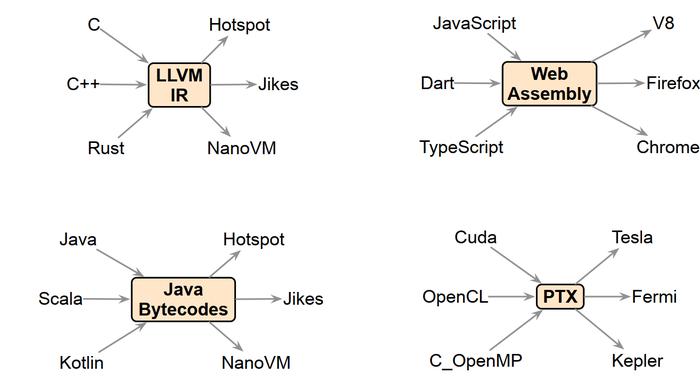 C
Hotspot
C++
LLVM
IR
Jikes
Rust
NanoVM
JavaScript
V8
Dart
Web
Assembly
Firefox
TypeScript
Chrome
Java
Hotspot
Scala
Java
Bytecodes
Jikes
Kotlin
NanoVM
Cuda
Tesla
OpenCL
PTX
Fermi
C_OpenMP
Kepler